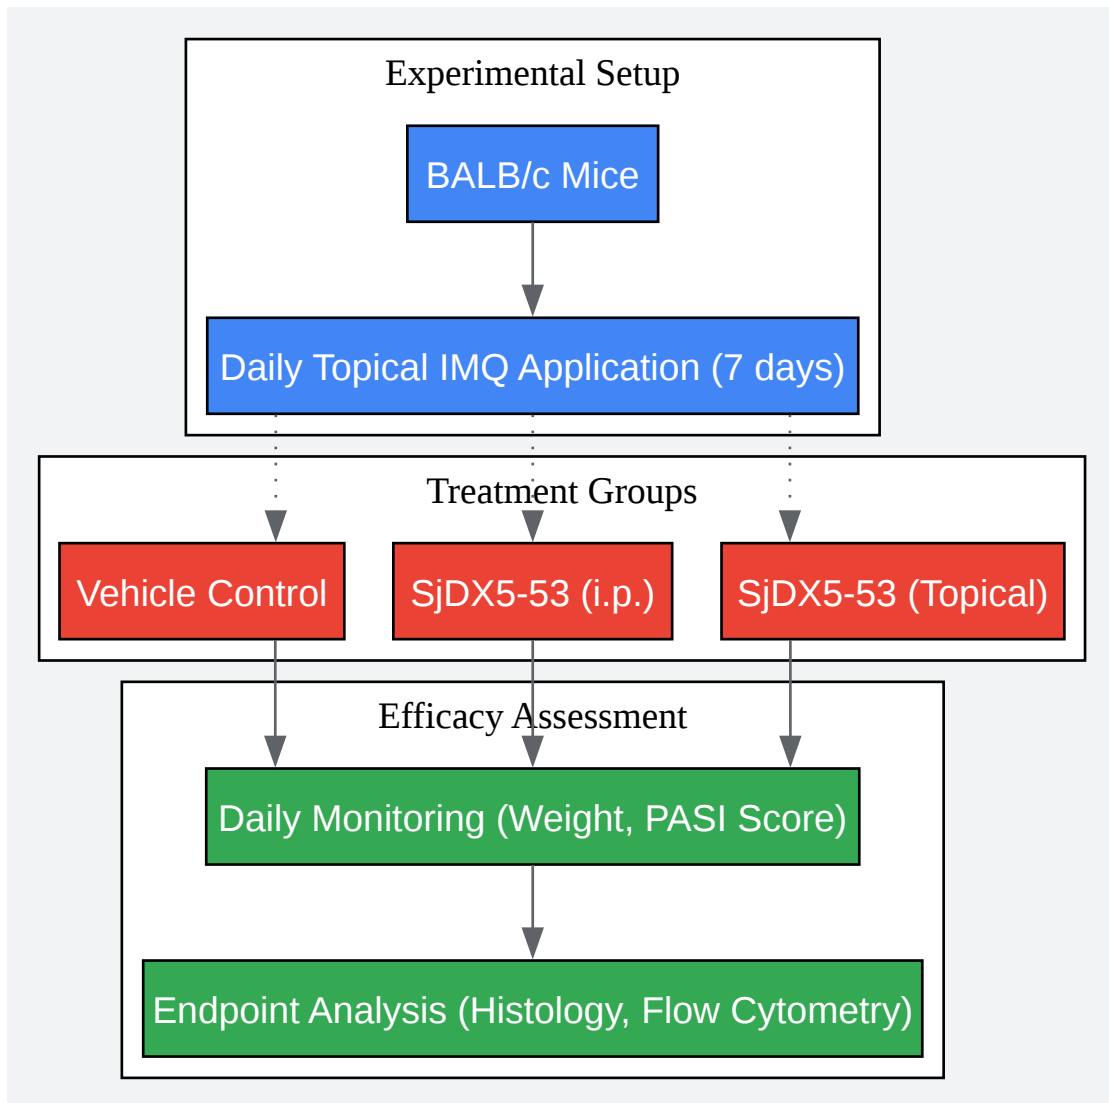 Experimental Setup
BALB/c Mice
Daily Topical IMQ Application (7 days)
Treatment Groups
Vehicle Control
SjDX5-53 (i.p.)
SjDX5-53 (Topical)
Efficacy Assessment
Daily Monitoring (Weight, PASI Score)
Endpoint Analysis (Histology, Flow Cytometry)